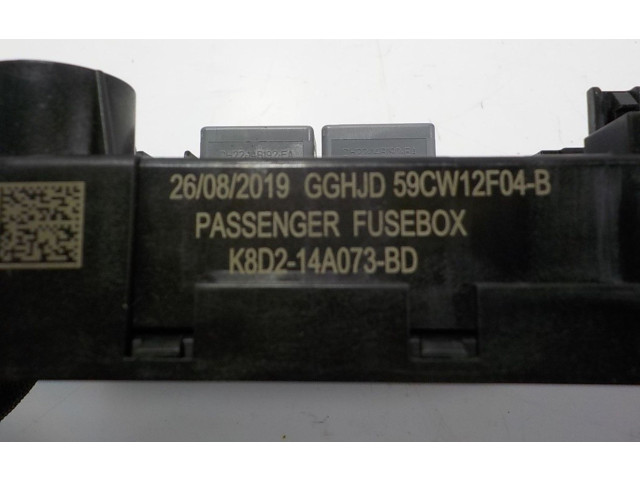 26/08/2019 GGHJD 59CW12F04-B
PASSENGER FUSEBOX
K8D2-14A073-BD